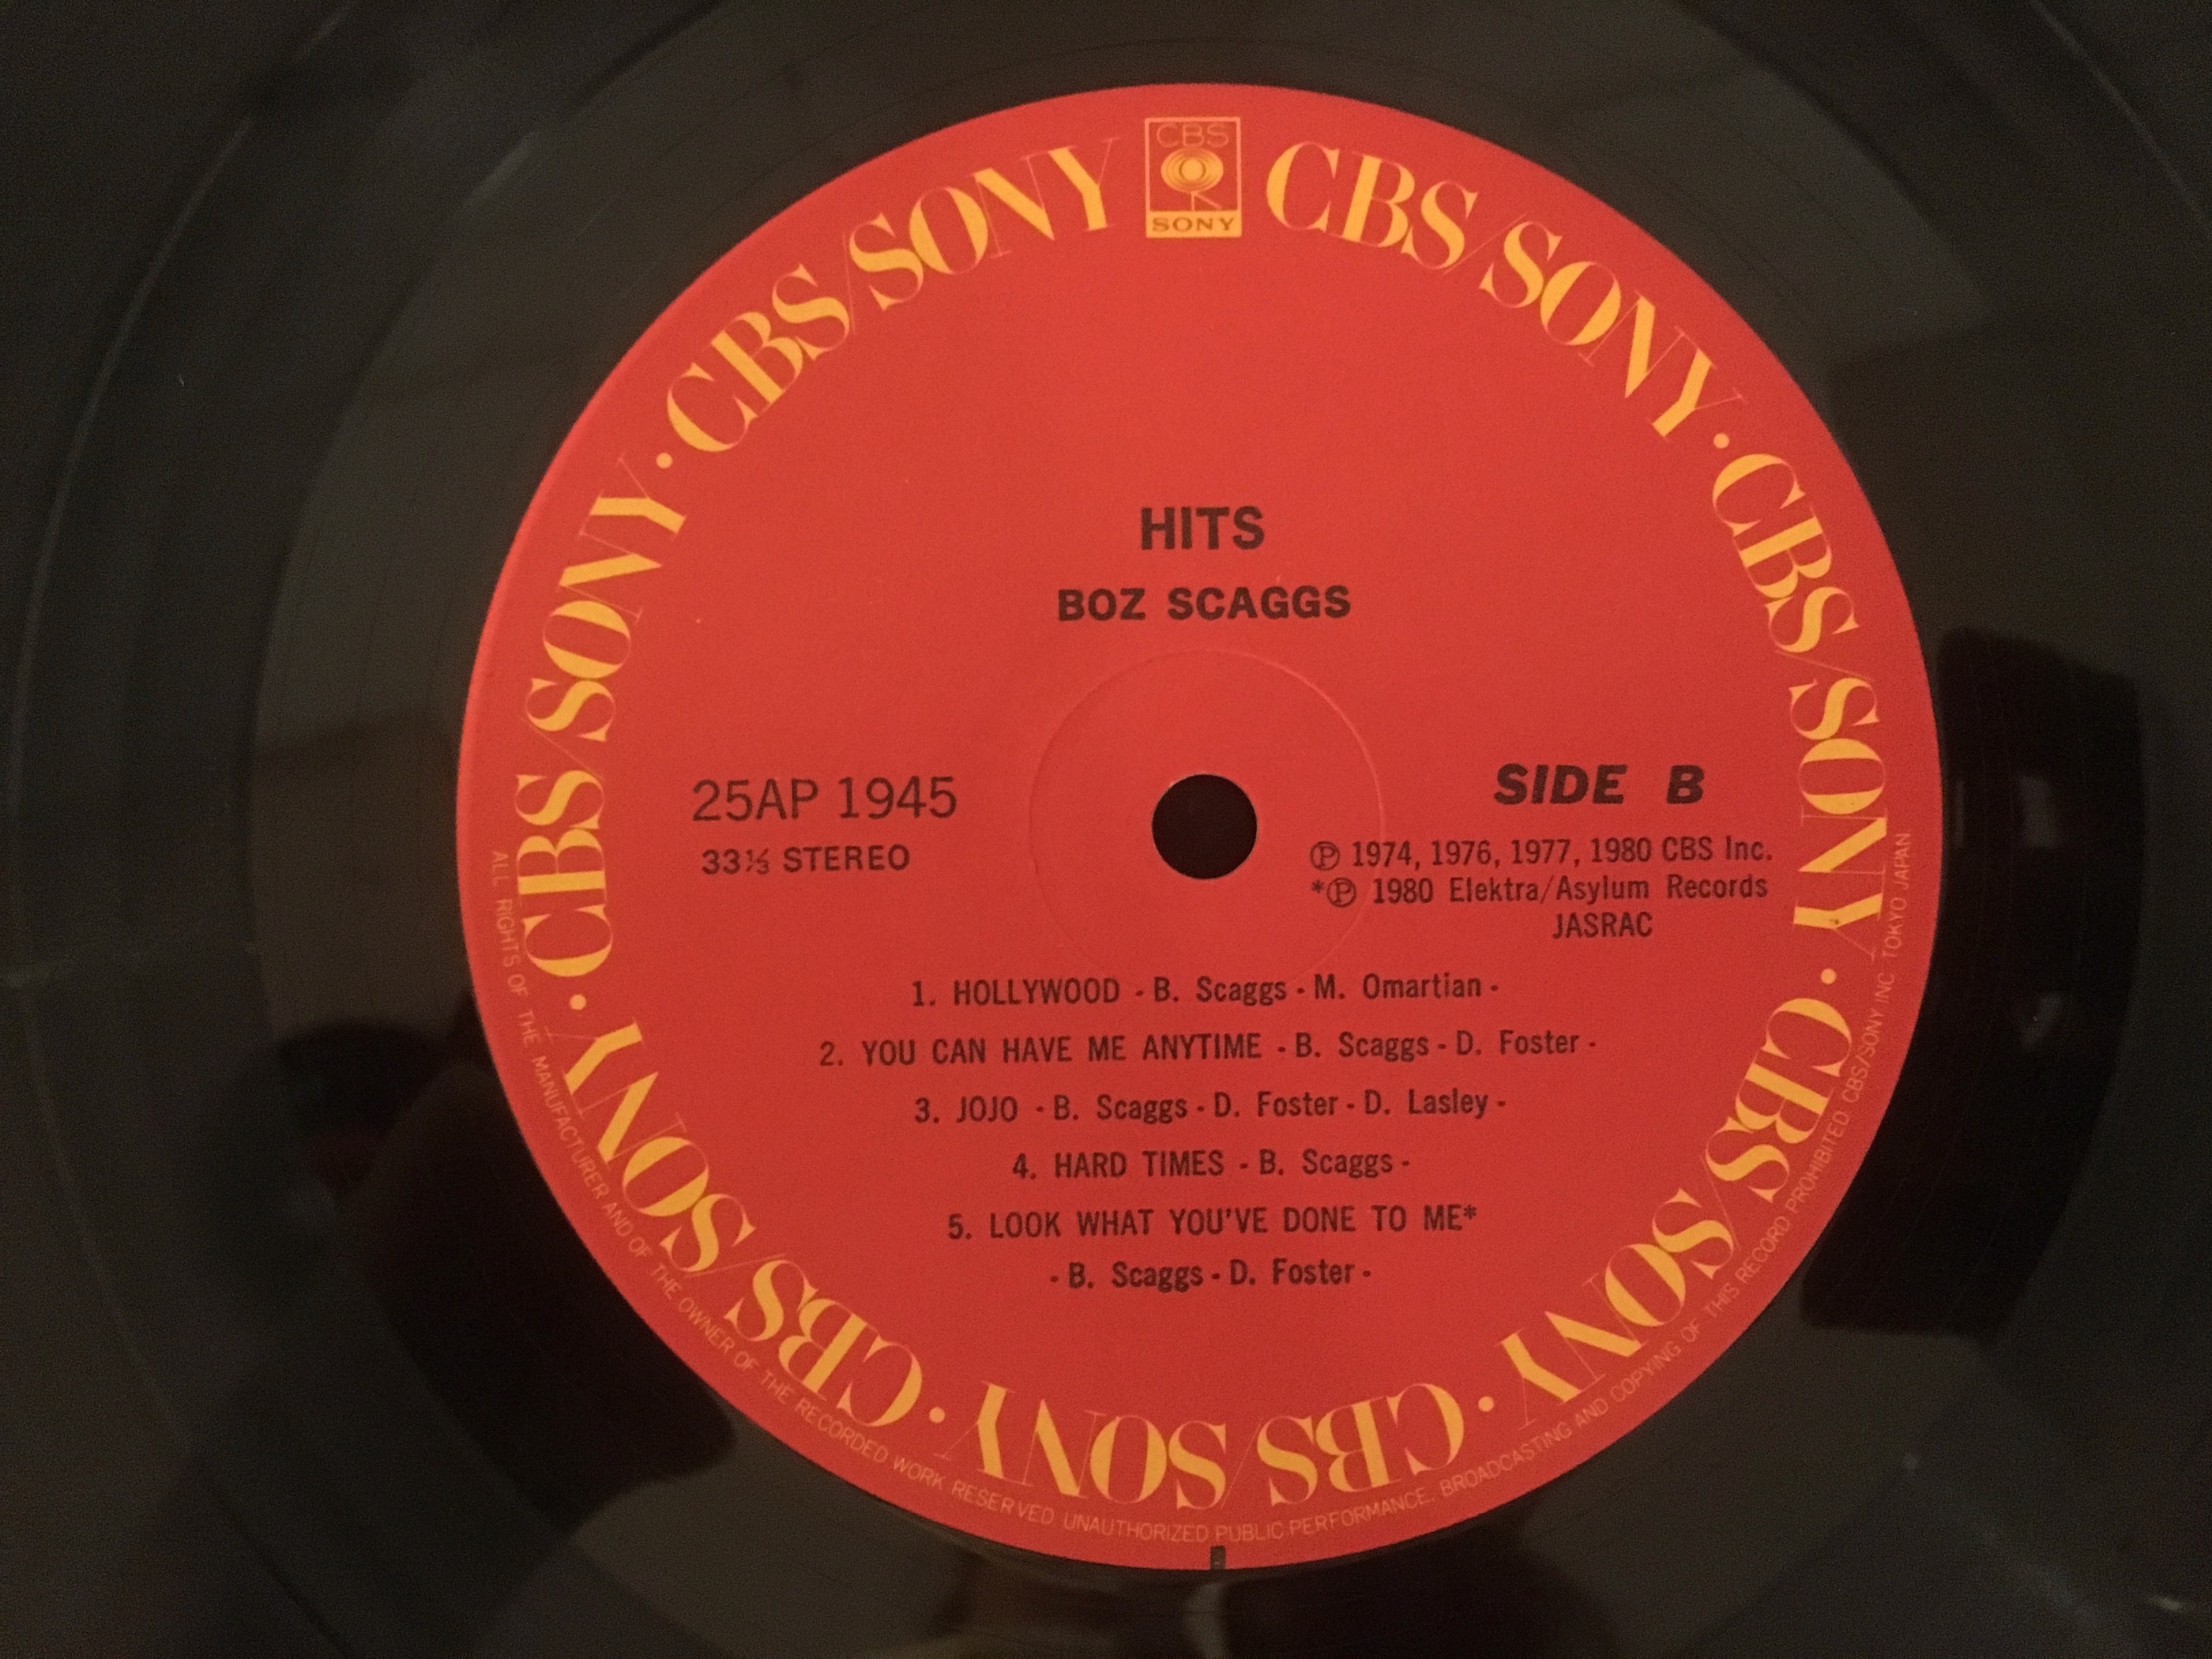 CBS
SONY
CBS/SONY · CBS/SONY · CBS/SONY · CBS/SONY · CBS/SONY · CBS/SONY · CBS/SONY
HITS
BOZ SCAGGS
25AP 1945
33⅓ STEREO
SIDE B
Ⓟ 1974, 1976, 1977, 1980 CBS Inc.
*Ⓟ 1980 Elektra/Asylum Records
JASRAC
1. HOLLYWOOD - B. Scaggs - M. Omartian -
2. YOU CAN HAVE ME ANYTIME - B. Scaggs - D. Foster -
3. JOJO - B. Scaggs - D. Foster - D. Lasley -
4. HARD TIMES - B. Scaggs -
5. LOOK WHAT YOU'VE DONE TO ME*
- B. Scaggs - D. Foster -
ALL RIGHTS OF THE MANUFACTURER AND OF THE OWNER OF THE RECORDED WORK RESERVED UNAUTHORIZED PUBLIC PERFORMANCE. BROADCASTING AND COPYING OF THIS RECORD PROHIBITED. CBS/SONY INC TOKYO JAPAN